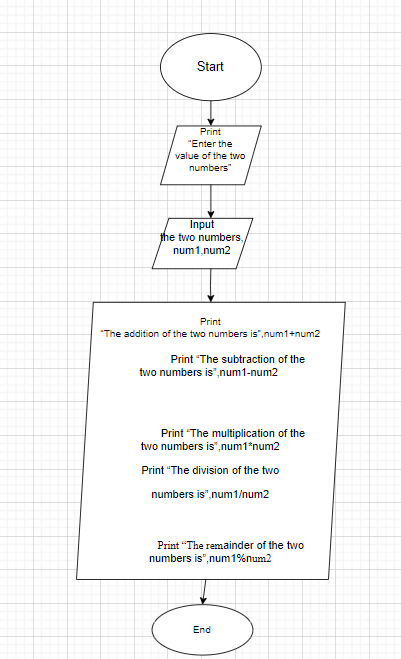 Start
Print
"Enter the
value of the two
numbers"
Input
the two numbers,
num1,num2
Print
"The addition of the two numbers is",num1+num2
Print “The subtraction of the
two numbers is”,num1-num2
Print “The multiplication of the
two numbers is”,num1*num2
Print “The division of the two
numbers is”,num1/num2
Print “The remainder of the two
numbers is”,num1%num2
End